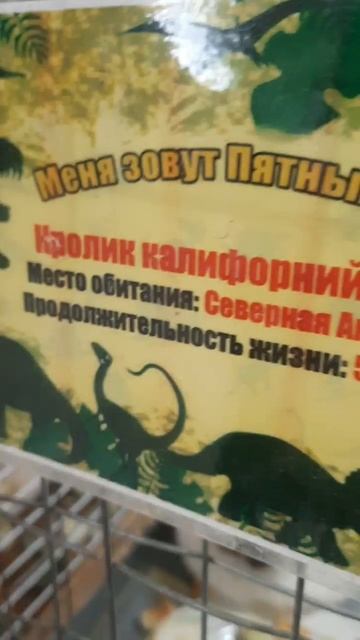 Меня зовут Пятны
Кролик калифорний
Место обитания: Северная А
Продолжительность жизни: